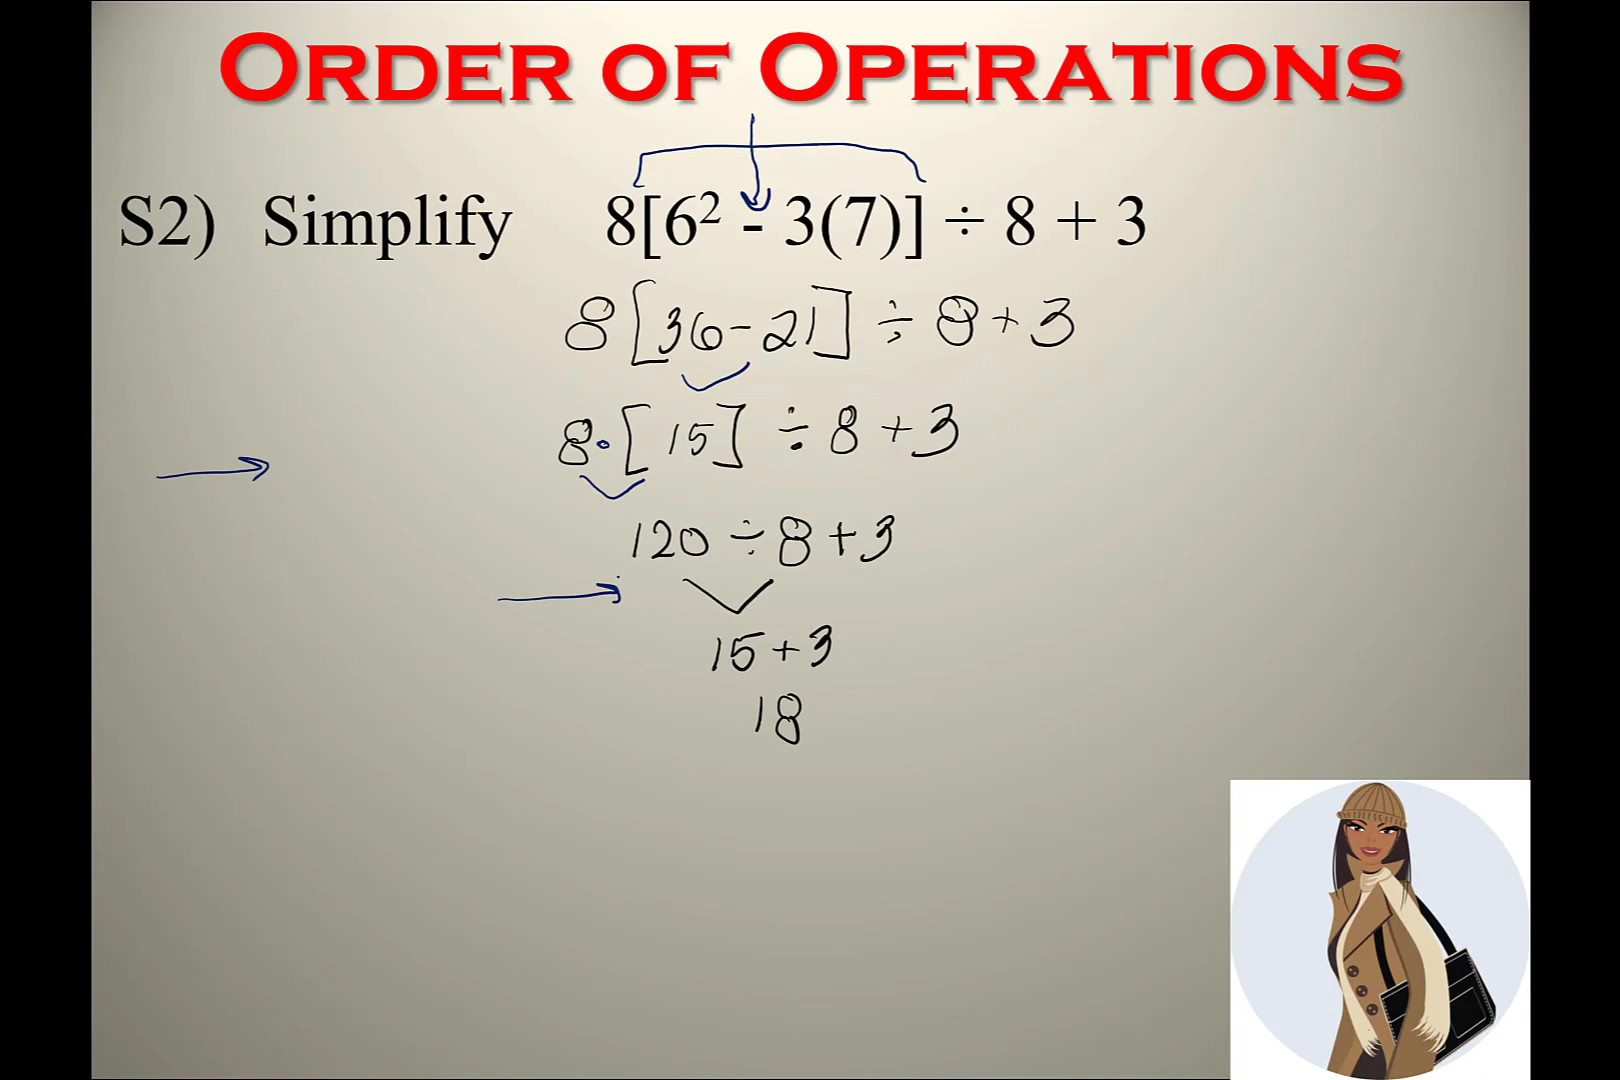 ORDER OF OPERATIONS
S2) Simplify 8[6² - 3(7)] ÷ 8 + 3
8[36-21] ÷ 8+3
8·[15] ÷ 8+3
120 ÷ 8+3
15+3
18